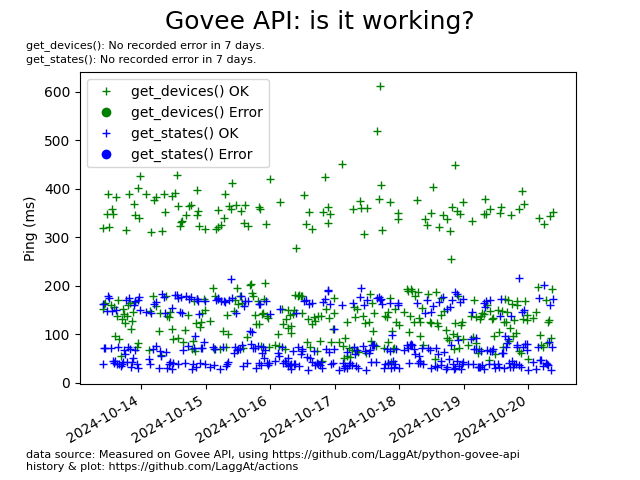 Govee API: is it working?
get_devices(): No recorded error in 7 days.
get_states(): No recorded error in 7 days.
get_devices() OK
get_devices() Error
get_states() OK
get_states() Error
Ping (ms)
600
500
400
300
200
100
0
2024-10-14
2024-10-15
2024-10-16
2024-10-17
2024-10-18
2024-10-19
2024-10-20
data source: Measured on Govee API, using https://github.com/LaggAt/python-govee-api
history & plot: https://github.com/LaggAt/actions